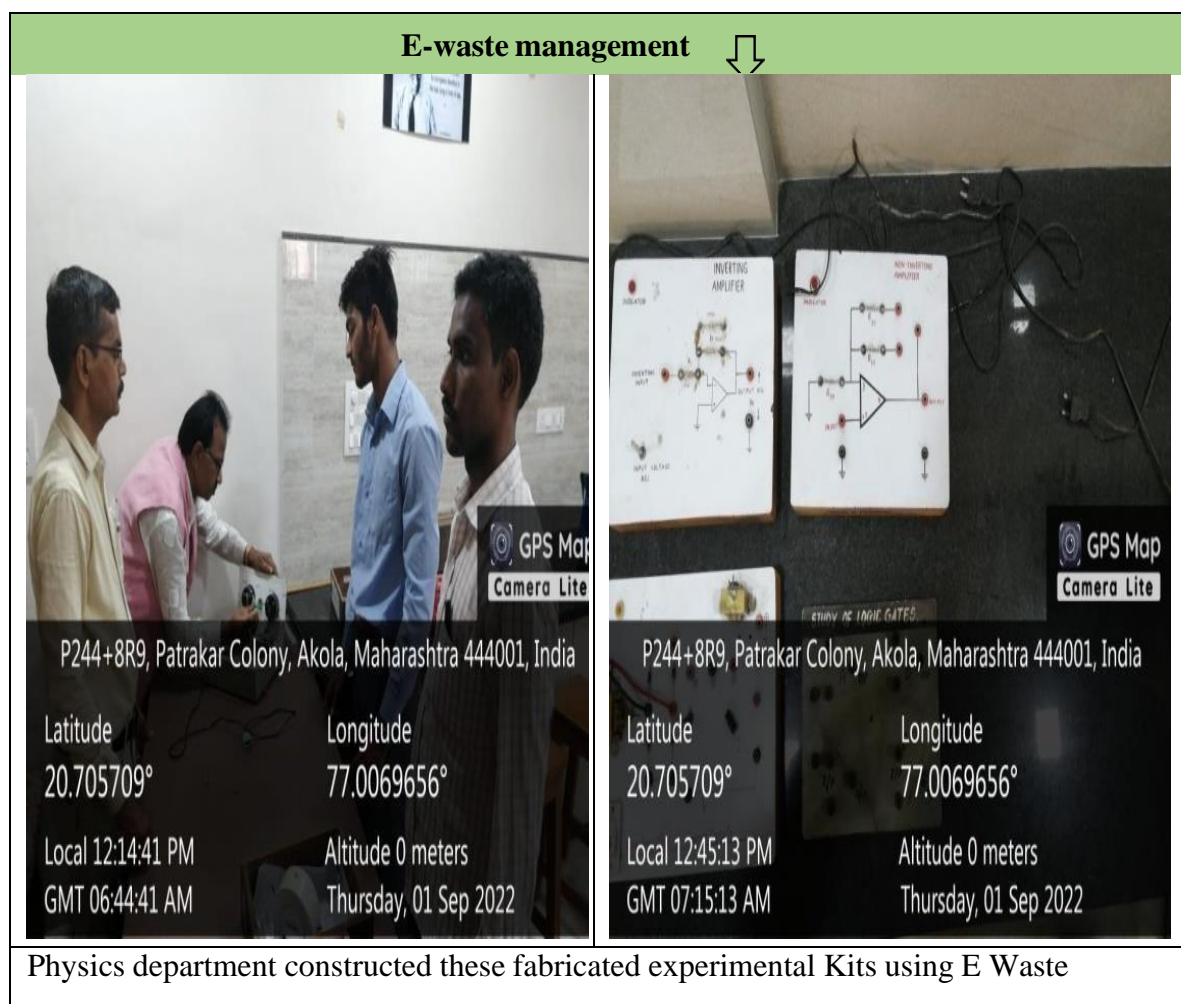 E-waste management
GPS Map
Camera Lite
P244+8R9, Patrakar Colony, Akola, Maharashtra 444001, India
Latitude
Longitude
20.705709°
77.0069656°
Local 12:14:41 PM
Altitude 0 meters
GMT 06:44:41 AM
Thursday, 01 Sep 2022
INVERTING
AMPLIFIER
INVERTING
INPUT
INPUT VOLTAGE
NON-INVERTING
AMPLIFIER
STUDY OF LOGIC GATES
GPS Map
Camera Lite
P244+8R9, Patrakar Colony, Akola, Maharashtra 444001, India
Latitude
Longitude
20.705709°
77.0069656°
Local 12:45:13 PM
Altitude 0 meters
GMT 07:15:13 AM
Thursday, 01 Sep 2022
Physics department constructed these fabricated experimental Kits using E Waste